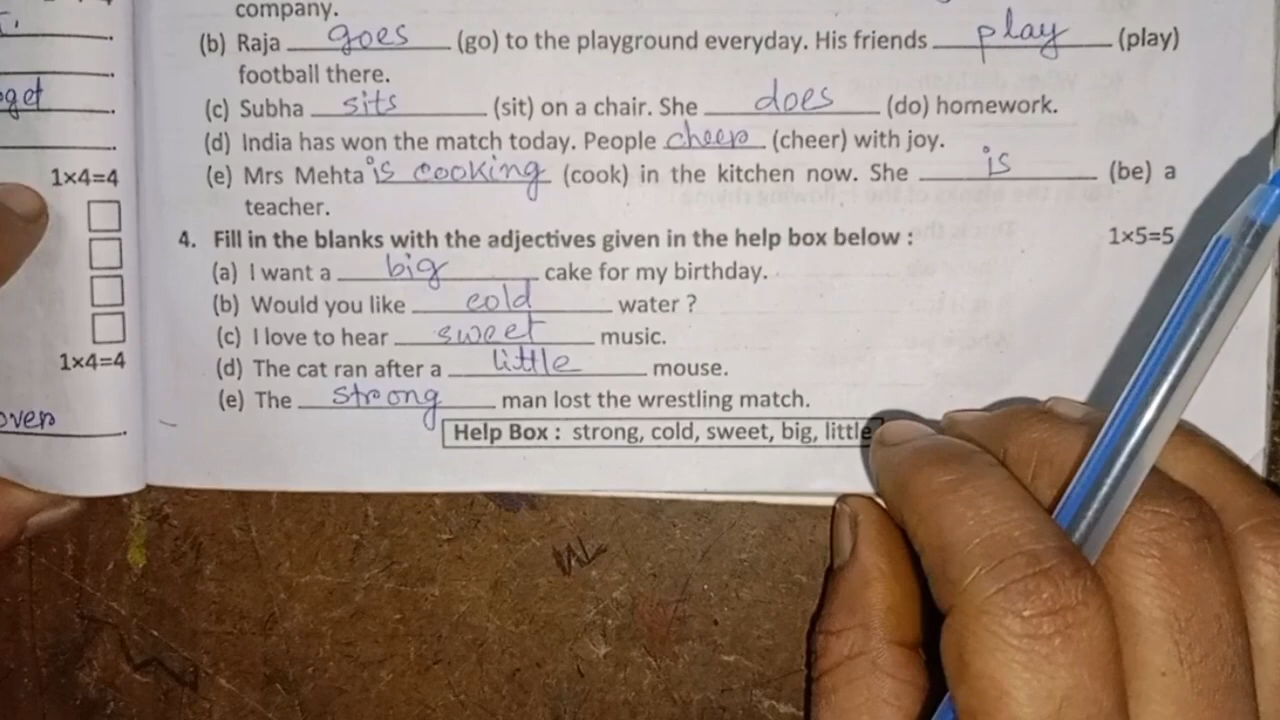 company.
(b) Raja goes (go) to the playground everyday. His friends play (play)
football there.
(c) Subha sits (sit) on a chair. She does (do) homework.
(d) India has won the match today. People cheer (cheer) with joy.
(e) Mrs Mehta is cooking (cook) in the kitchen now. She is (be) a
teacher.
4. Fill in the blanks with the adjectives given in the help box below : 1×5=5
(a) I want a big cake for my birthday.
(b) Would you like cold water ?
(c) I love to hear sweet music.
(d) The cat ran after a little mouse.
(e) The strong man lost the wrestling match.
Help Box : strong, cold, sweet, big, little
1×4=4
1×4=4